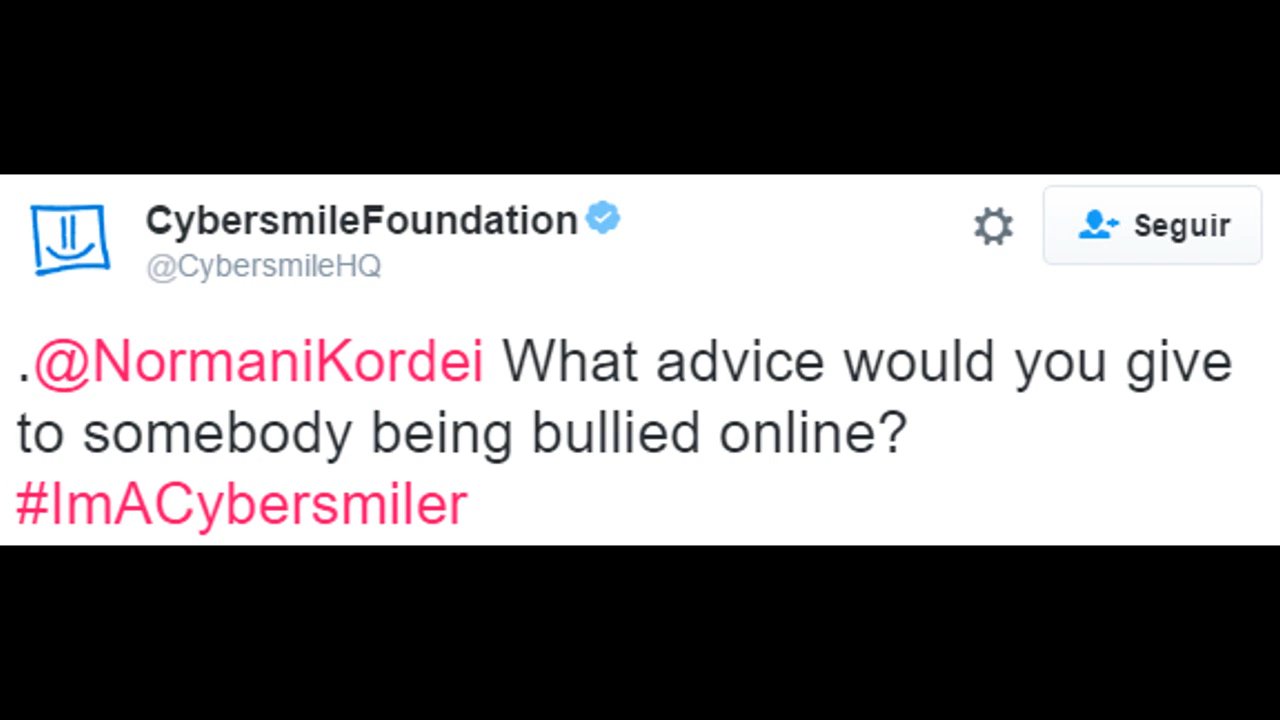 CybersmileFoundation
@CybersmileHQ
Seguir
.@NormaniKordei What advice would you give
to somebody being bullied online?
#ImACybersmiler